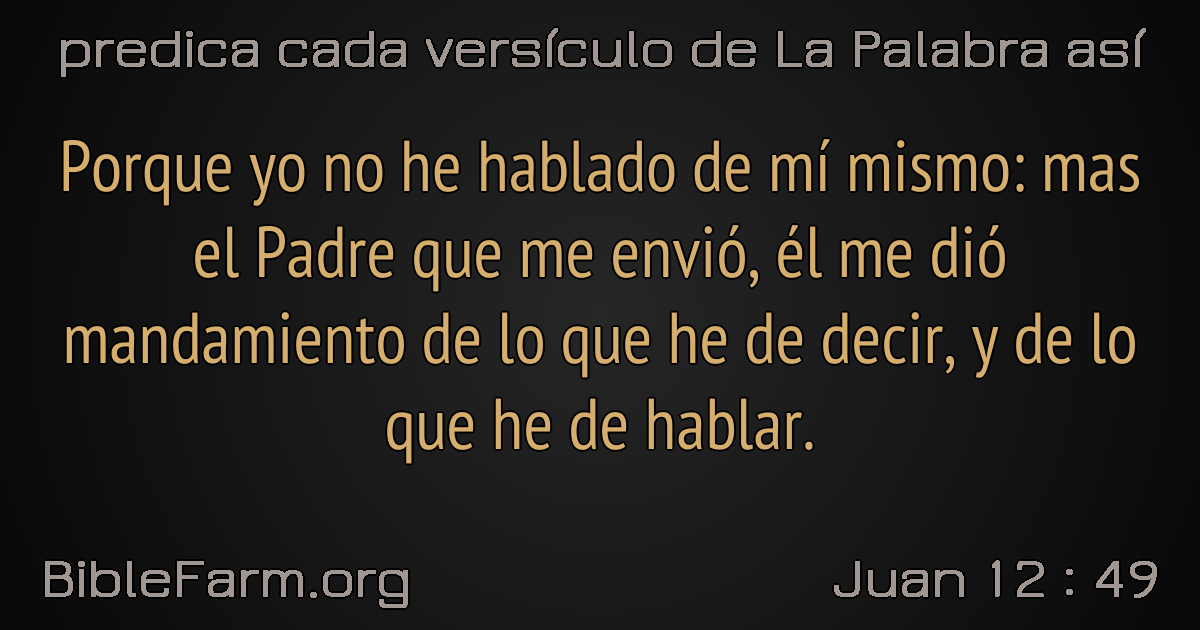 predica cada versículo de La Palabra así
Porque yo no he hablado de mí mismo: mas
el Padre que me envió, él me dió
mandamiento de lo que he de decir, y de lo
que he de hablar.
BibleFarm.org
Juan 12 : 49